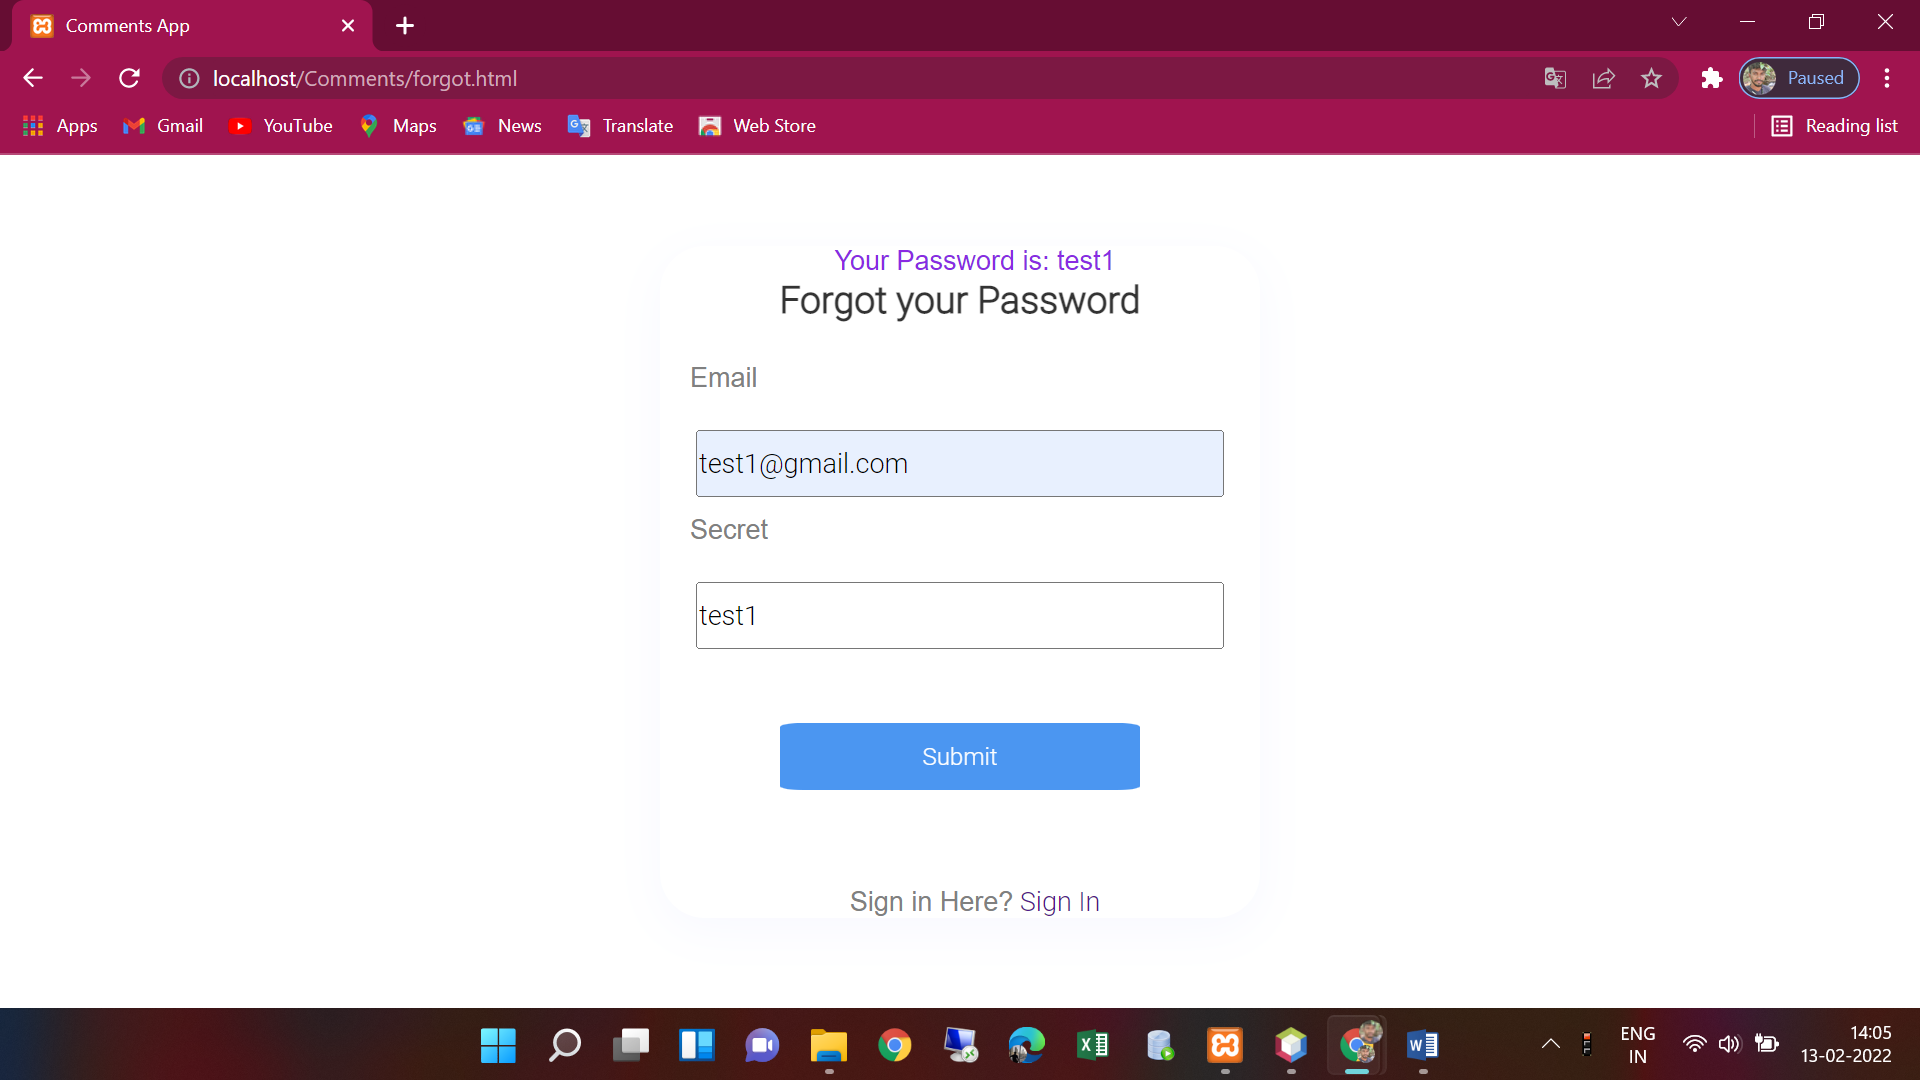 Comments App
localhost/Comments/forgot.html
Paused
Apps Gmail YouTube Maps News Translate Web Store Reading list
Your Password is: test1
Forgot your Password
Email
test1@gmail.com
Secret
test1
Submit
Sign in Here? Sign In
ENG
IN
14:05
13-02-2022